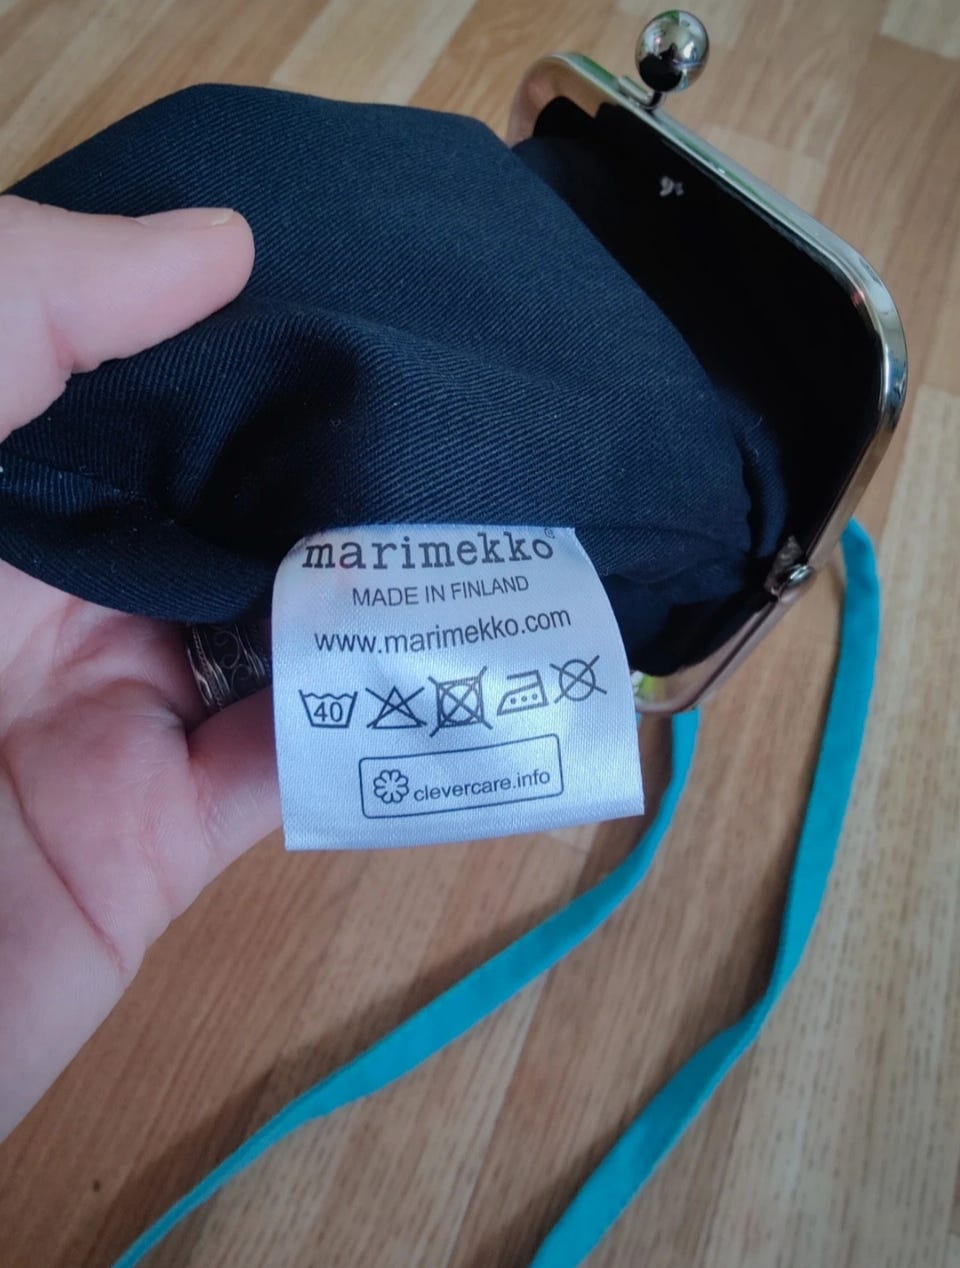 marimekko®
MADE IN FINLAND
www.marimekko.com
40
clevercare.info